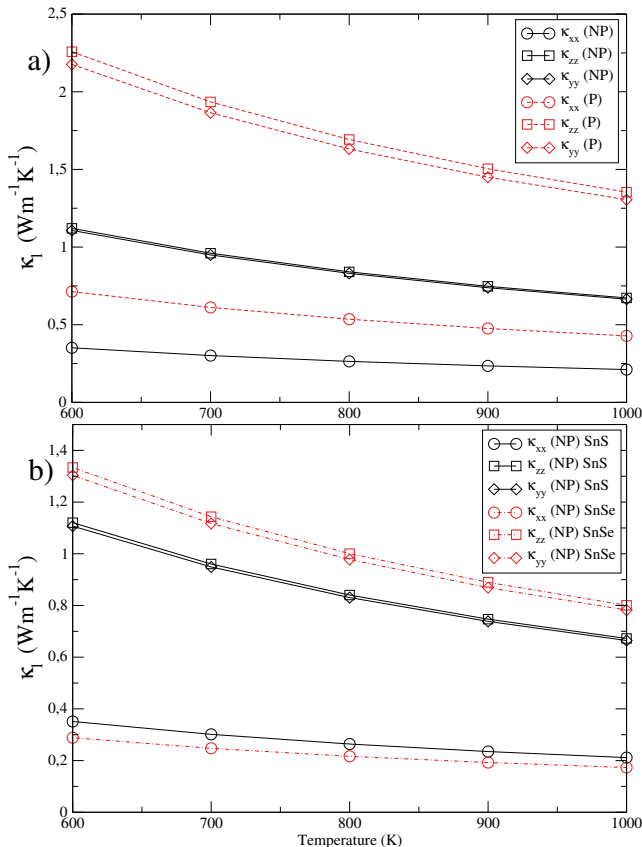 a)
κxx (NP)
κzz (NP)
κyy (NP)
κxx (P)
κzz (P)
κyy (P)
2,5
2
1,5
1
0,5
0
κl (Wm-1K-1)
600 700 800 900 1000
b)
κxx (NP) SnS
κzz (NP) SnS
κyy (NP) SnS
κxx (NP) SnSe
κzz (NP) SnSe
κyy (NP) SnSe
1,4
1,2
1
0,8
0,6
0,4
0,2
0
κl (Wm-1K-1)
600 700 800 900 1000
Temperature (K)